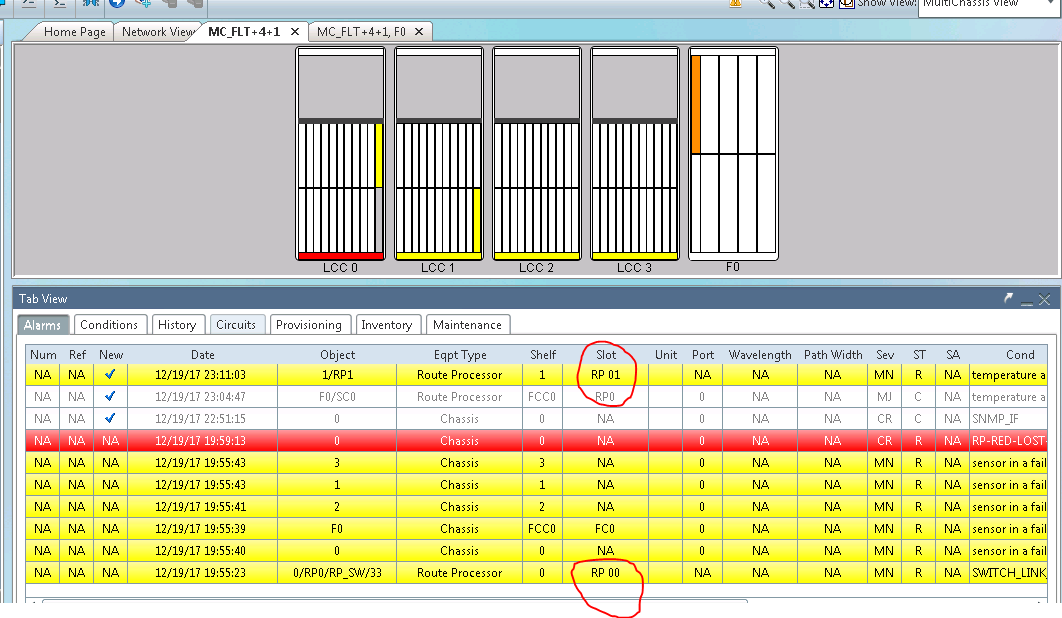 Show View: MultiChassis View
Home Page Network View MC_FLT+4+1 MC_FLT+4+1, F0
LCC 0 LCC 1 LCC 2 LCC 3 F0
Tab View
Alarms Conditions History Circuits Provisioning Inventory Maintenance
Num Ref New Date Object Eqpt Type Shelf Slot Unit Port Wavelength Path Width Sev ST SA Cond
NA NA 12/19/17 23:11:03 1/RP1 Route Processor 1 RP 01 NA NA NA MN R NA temperature a
NA NA 12/19/17 23:04:47 F0/SC0 Route Processor FCC0 RP0 0 NA NA MJ C NA temperature a
NA NA 12/19/17 22:51:15 0 Chassis 0 NA 0 NA NA CR C NA SNMP_IF
NA NA NA 12/19/17 19:59:13 0 Chassis 0 NA 0 NA NA CR R NA RP-RED-LOST-
NA NA NA 12/19/17 19:55:43 3 Chassis 3 NA 0 NA NA MN R NA sensor in a fail
NA NA NA 12/19/17 19:55:43 1 Chassis 1 NA 0 NA NA MN R NA sensor in a fail
NA NA NA 12/19/17 19:55:41 2 Chassis 2 NA 0 NA NA MN R NA sensor in a fail
NA NA NA 12/19/17 19:55:39 F0 Chassis FCC0 FC0 0 NA NA MN R NA sensor in a fail
NA NA NA 12/19/17 19:55:40 0 Chassis 0 NA 0 NA NA MN R NA sensor in a fail
NA NA NA 12/19/17 19:55:23 0/RP0/RP_SW/33 Route Processor 0 RP 00 NA NA NA MN R NA SWITCH_LINK_